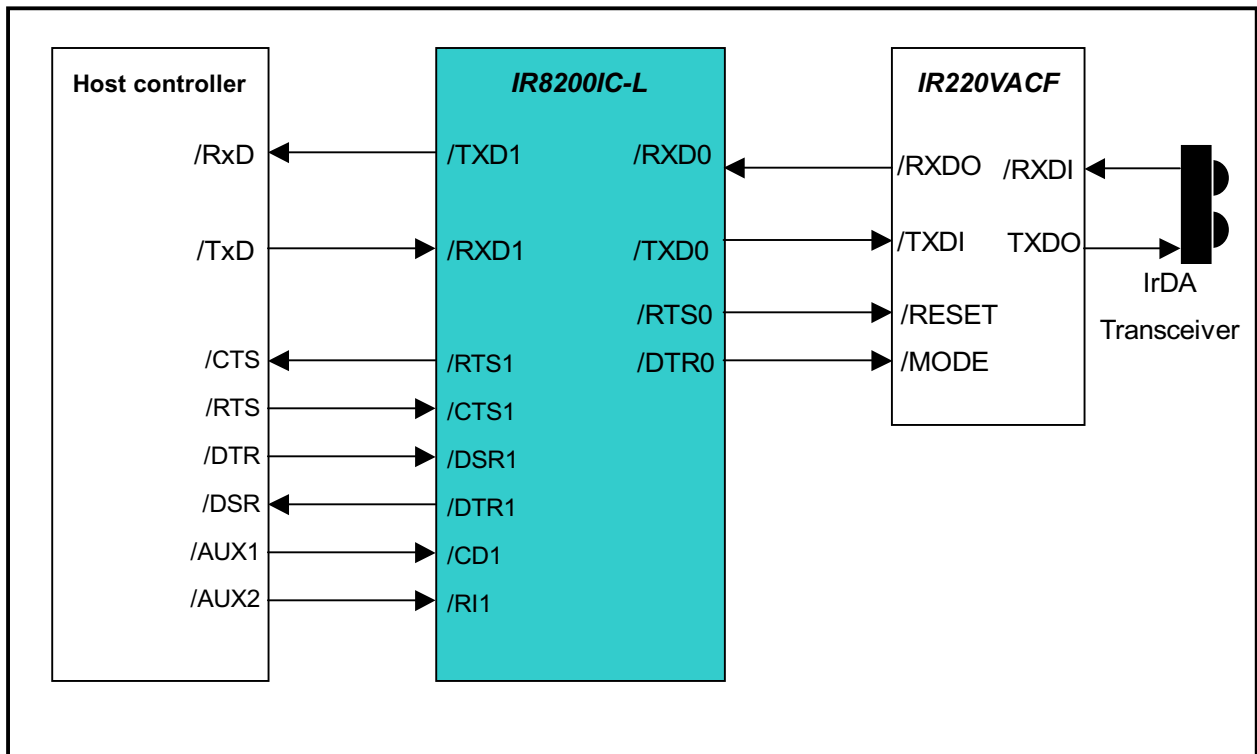 Host controller
IR8200IC-L
IR220VACF
/RxD
/TXD1
/RXD0
/RXDO
/RXDI
/TxD
/RXD1
/TXD0
/TXDI
TXDO
IrDA
Transceiver
/RTS0
/RESET
/CTS
/RTS1
/DTR0
/MODE
/RTS
/CTS1
/DTR
/DSR1
/DSR
/DTR1
/AUX1
/CD1
/AUX2
/RI1